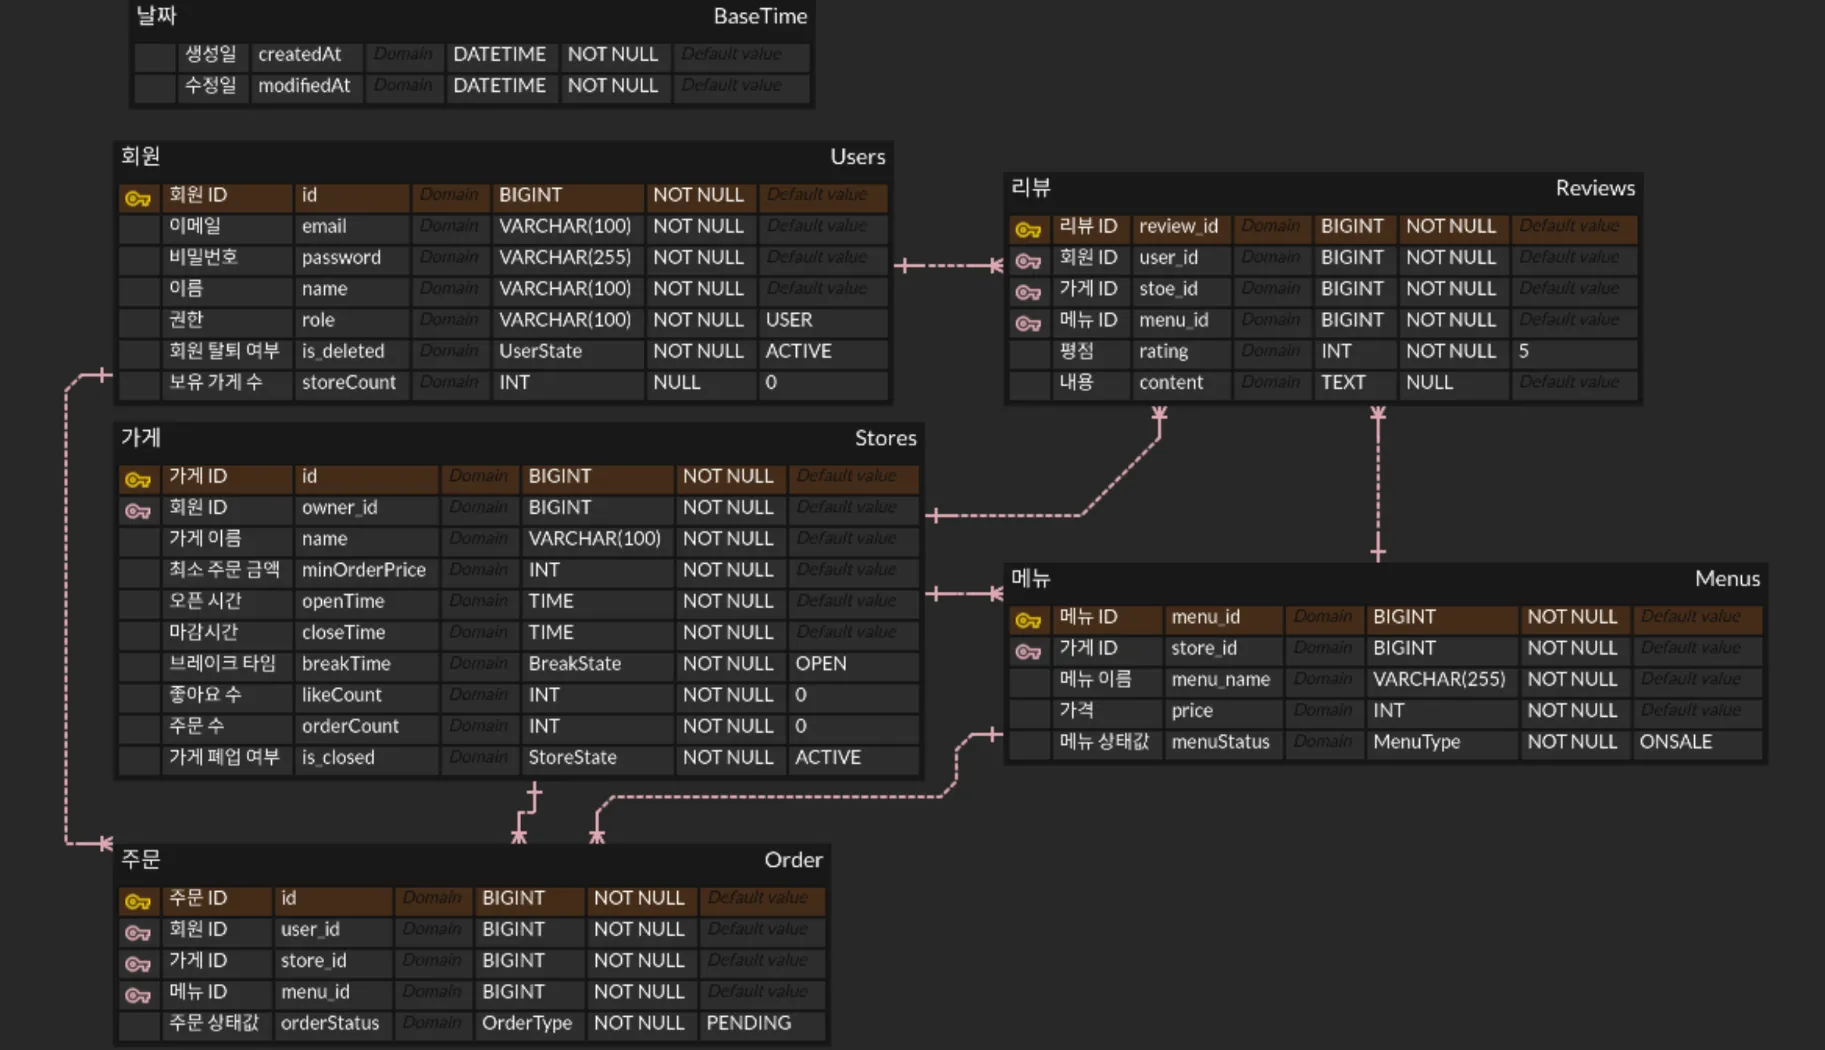 날짜 BaseTime
생성일 createdAt Domain DATETIME NOT NULL Default value
수정일 modifiedAt Domain DATETIME NOT NULL Default value
회원 Users
회원 ID id Domain BIGINT NOT NULL Default value
이메일 email Domain VARCHAR(100) NOT NULL Default value
비밀번호 password Domain VARCHAR(255) NOT NULL Default value
이름 name Domain VARCHAR(100) NOT NULL Default value
권한 role Domain VARCHAR(100) NOT NULL USER
회원 탈퇴 여부 is_deleted Domain UserState NOT NULL ACTIVE
보유 가게 수 storeCount Domain INT NULL 0
리뷰 Reviews
리뷰 ID review_id Domain BIGINT NOT NULL Default value
회원 ID user_id Domain BIGINT NOT NULL Default value
가게 ID stoe_id Domain BIGINT NOT NULL Default value
메뉴 ID menu_id Domain BIGINT NOT NULL Default value
평점 rating Domain INT NOT NULL 5
내용 content Domain TEXT NULL Default value
가게 Stores
가게 ID id Domain BIGINT NOT NULL Default value
회원 ID owner_id Domain BIGINT NOT NULL Default value
가게 이름 name Domain VARCHAR(100) NOT NULL Default value
최소 주문 금액 minOrderPrice Domain INT NOT NULL Default value
오픈 시간 openTime Domain TIME NOT NULL Default value
마감시간 closeTime Domain TIME NOT NULL Default value
브레이크 타임 breakTime Domain BreakState NOT NULL OPEN
좋아요 수 likeCount Domain INT NOT NULL 0
주문 수 orderCount Domain INT NOT NULL 0
가게 폐업 여부 is_closed Domain StoreState NOT NULL ACTIVE
메뉴 Menus
메뉴 ID menu_id Domain BIGINT NOT NULL Default value
가게 ID store_id Domain BIGINT NOT NULL Default value
메뉴 이름 menu_name Domain VARCHAR(255) NOT NULL Default value
가격 price Domain INT NOT NULL Default value
메뉴 상태값 menuStatus Domain MenuType NOT NULL ONSALE
주문 Order
주문 ID id Domain BIGINT NOT NULL Default value
회원 ID user_id Domain BIGINT NOT NULL Default value
가게 ID store_id Domain BIGINT NOT NULL Default value
메뉴 ID menu_id Domain BIGINT NOT NULL Default value
주문 상태값 orderStatus Domain OrderType NOT NULL PENDING